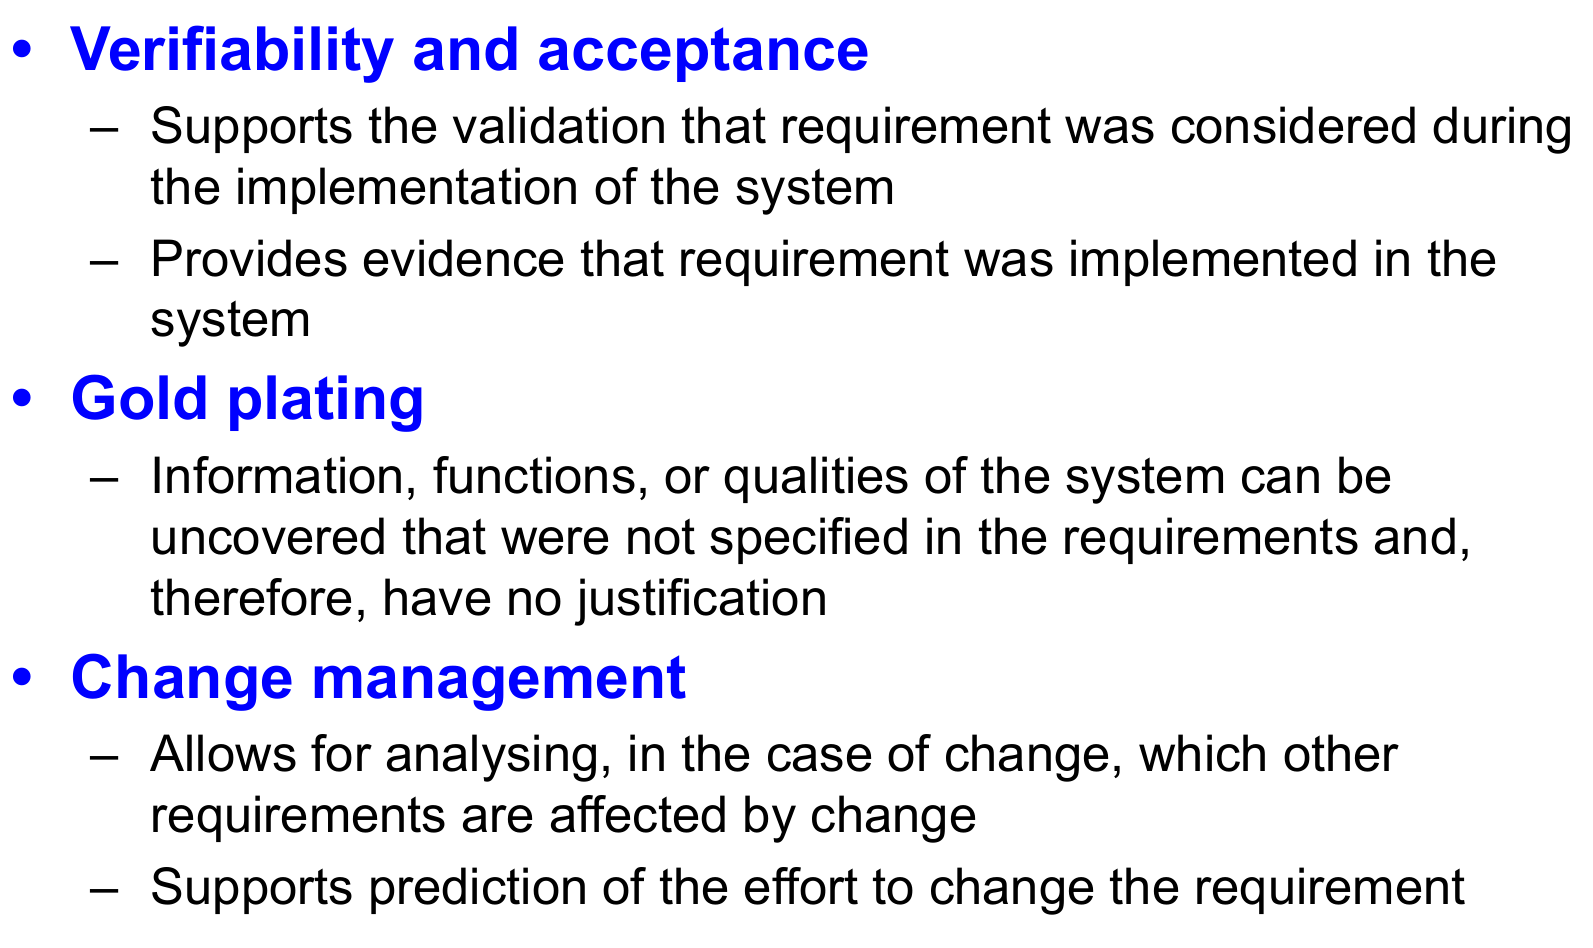 • Verifiability and acceptance
– Supports the validation that requirement was considered during
the implementation of the system
– Provides evidence that requirement was implemented in the
system
• Gold plating
– Information, functions, or qualities of the system can be
uncovered that were not specified in the requirements and,
therefore, have no justification
• Change management
– Allows for analysing, in the case of change, which other
requirements are affected by change
– Supports prediction of the effort to change the requirement